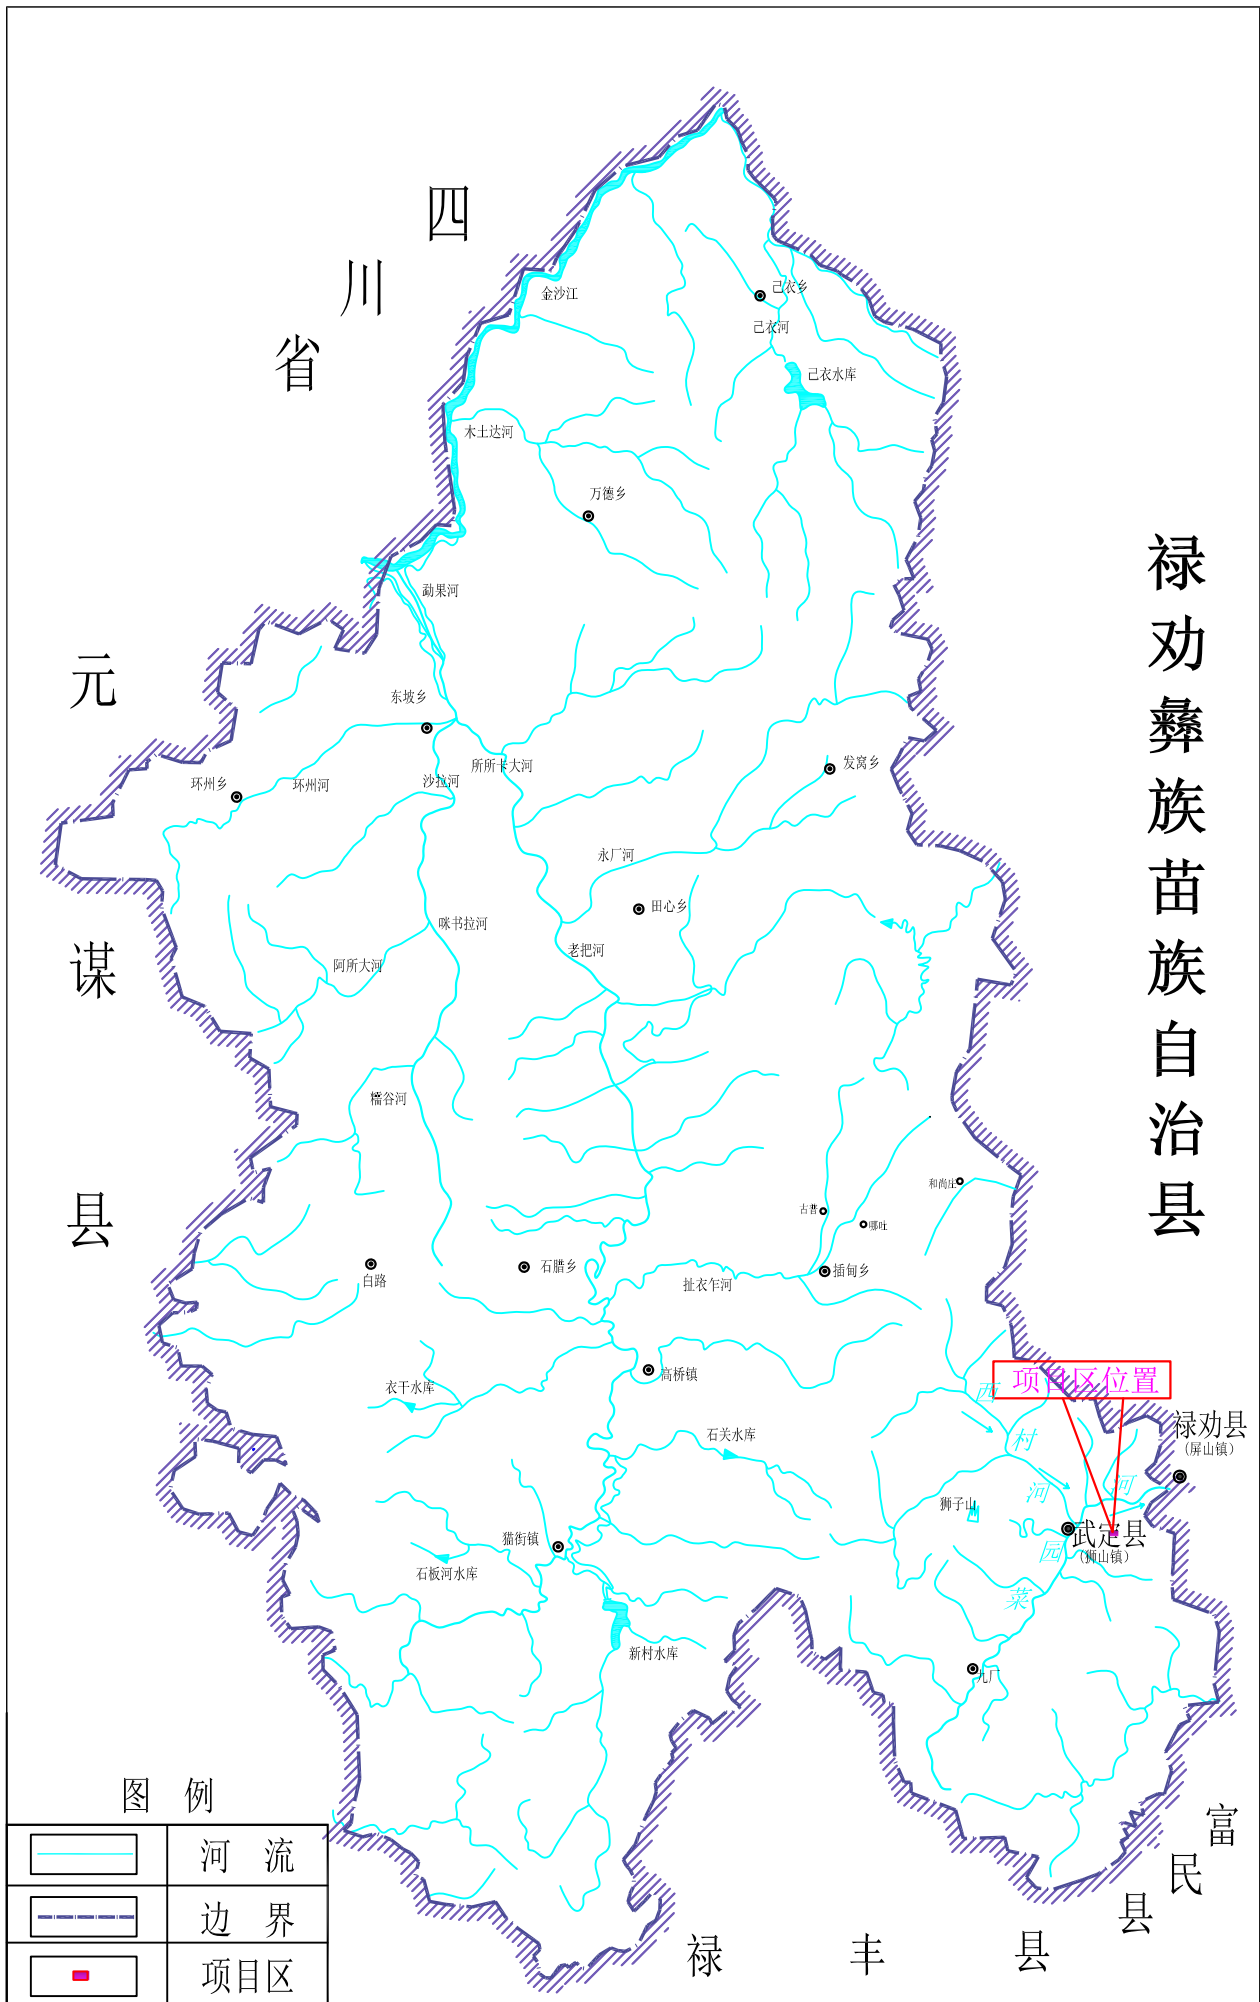 四
川
省
金沙江
己衣乡
己衣河
己衣水库
木土达河
万德乡
勐果河
禄劝彝族苗族自治县
元
谋
县
东坡乡
所所卡大河
沙拉河
环州乡
环州河
发窝乡
永厂河
田心乡
咪书拉河
老把河
阿所大河
糯谷河
和尚庄
古普
哪吐
白路
石腊乡
扯衣乍河
插甸乡
高桥镇
衣干水库
石关水库
西
村
河
项目区位置
禄劝县
(屏山镇)
河
狮子山
武定县
(狮山镇)
园
菜
猫街镇
石板河水库
新村水库
九厂
富
民
县
禄 丰 县
图 例
河 流
边 界
项目区